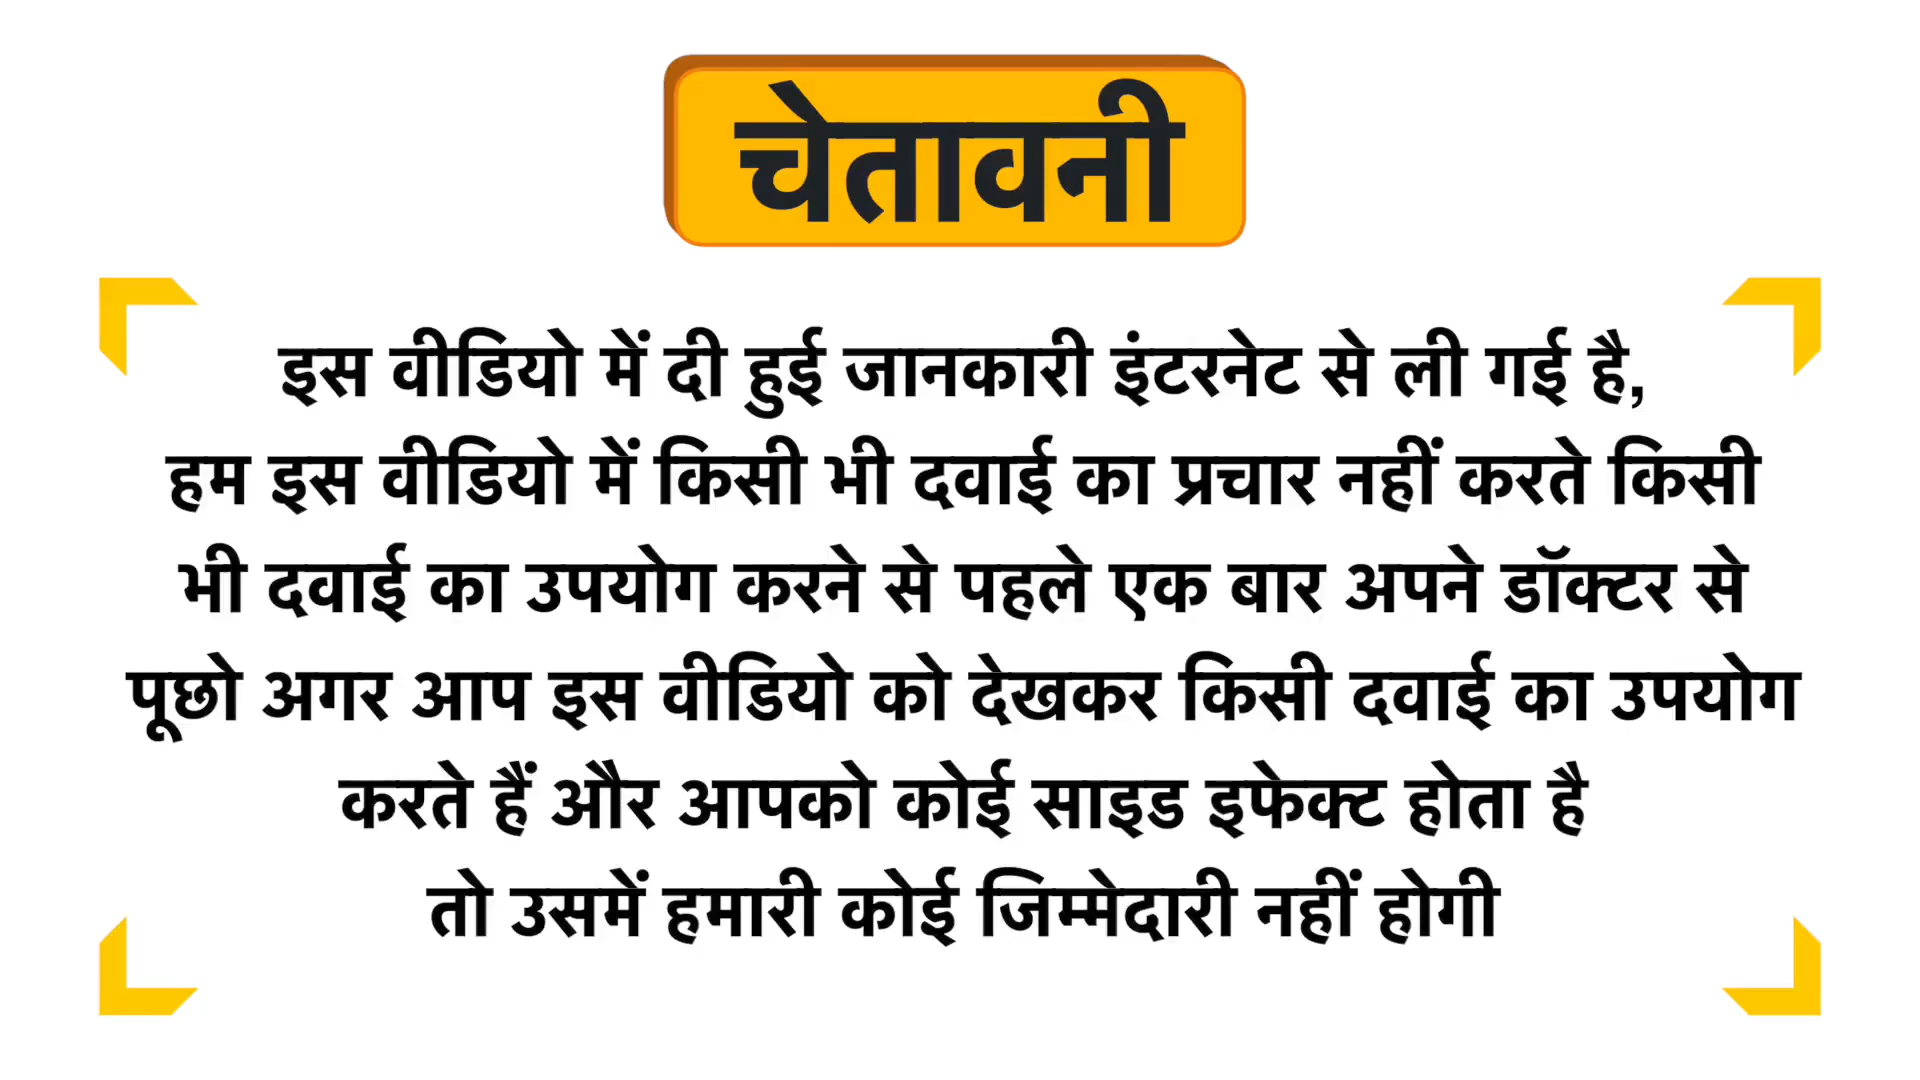 चेतावनी
इस वीडियो में दी हुई जानकारी इंटरनेट से ली गई है,
हम इस वीडियो में किसी भी दवाई का प्रचार नहीं करते किसी
भी दवाई का उपयोग करने से पहले एक बार अपने डॉक्टर से
पूछो अगर आप इस वीडियो को देखकर किसी दवाई का उपयोग
करते हैं और आपको कोई साइड इफेक्ट होता है
तो उसमें हमारी कोई जिम्मेदारी नहीं होगी